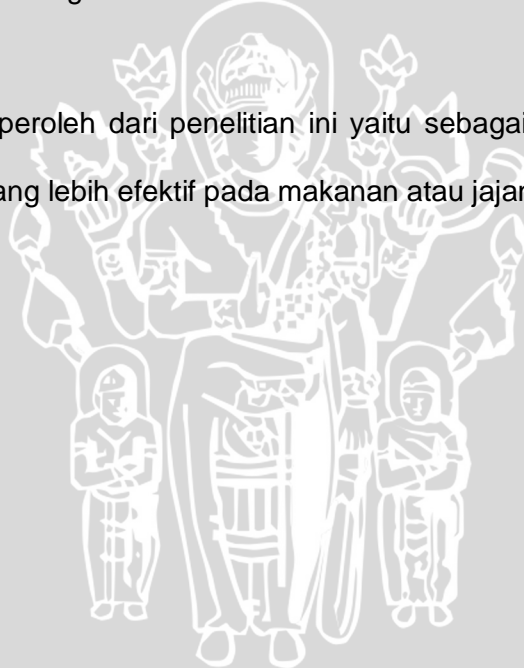 peroleh dari penelitian ini yaitu sebagai
ang lebih efektif pada makanan atau jajan